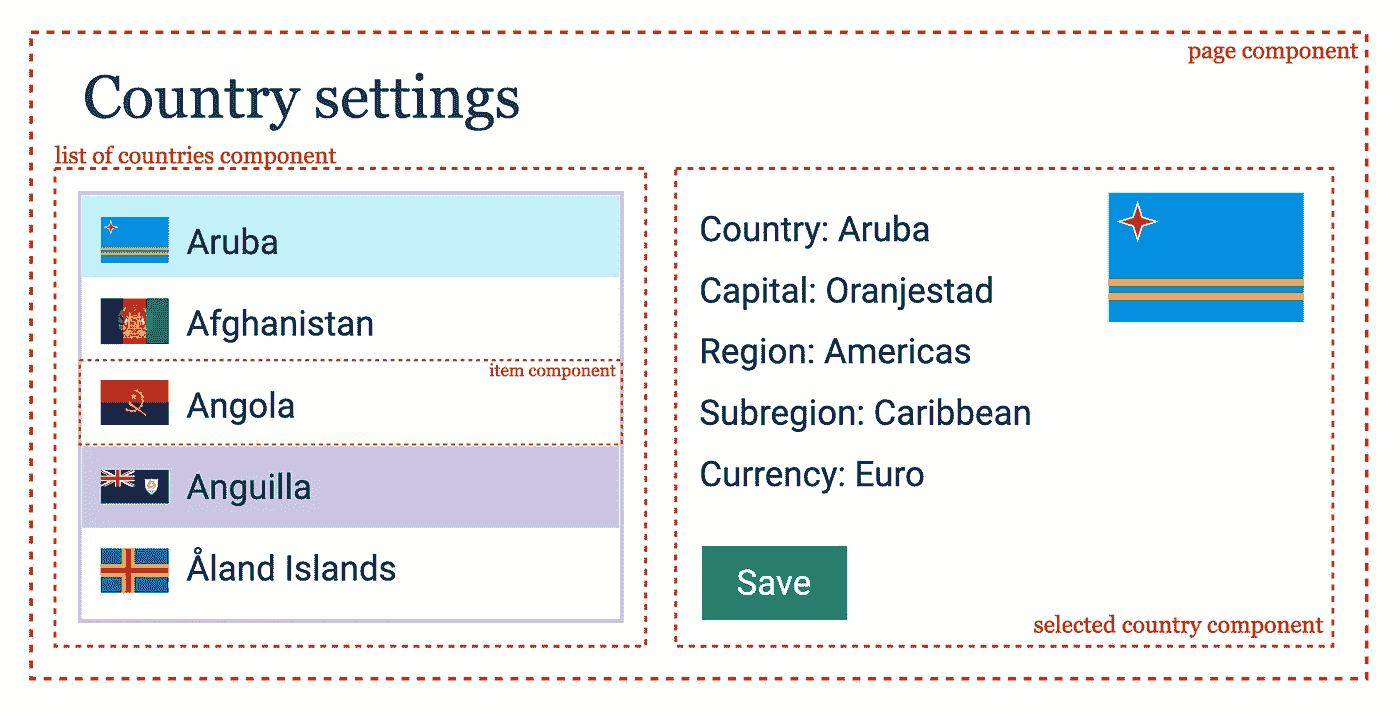 page component
Country settings
list of countries component
Aruba
Afghanistan
item component
Angola
Anguilla
Åland Islands
Country: Aruba
Capital: Oranjestad
Region: Americas
Subregion: Caribbean
Currency: Euro
Save
selected country component